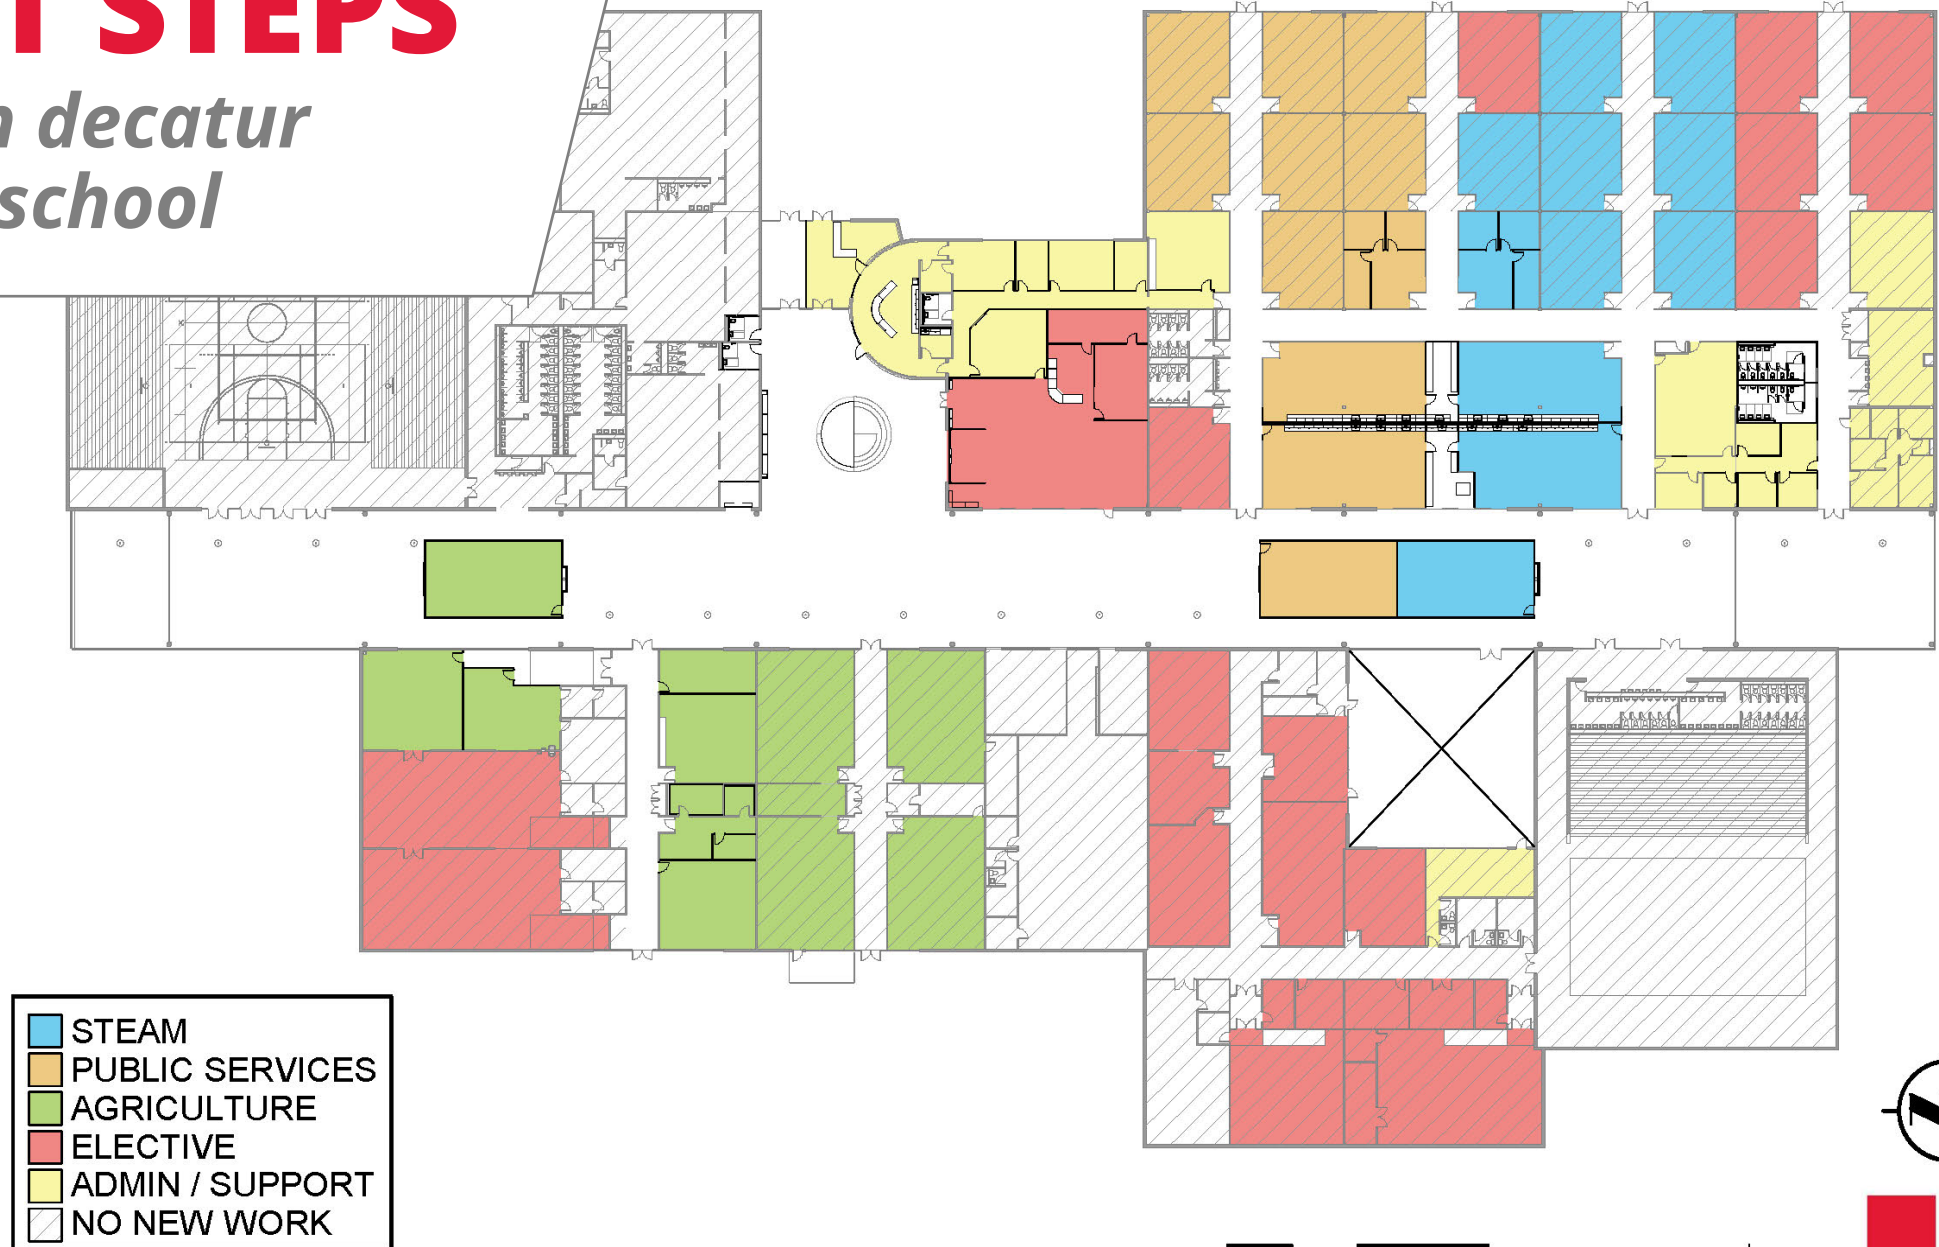 T STEPS
n decatur
school
STEAM
PUBLIC SERVICES
AGRICULTURE
ELECTIVE
ADMIN / SUPPORT
NO NEW WORK